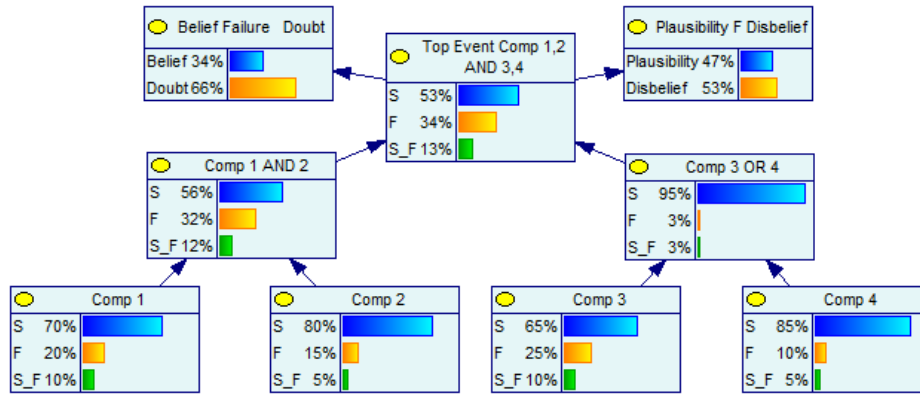 Belief Failure Doubt
Belief 34%
Doubt 66%
Top Event Comp 1,2
AND 3,4
S 53%
F 34%
S_F 13%
Plausibility F Disbelief
Plausibility 47%
Disbelief 53%
Comp 1 AND 2
S 56%
F 32%
S_F 12%
Comp 3 OR 4
S 95%
F 3%
S_F 3%
Comp 1
S 70%
F 20%
S_F 10%
Comp 2
S 80%
F 15%
S_F 5%
Comp 3
S 65%
F 25%
S_F 10%
Comp 4
S 85%
F 10%
S_F 5%